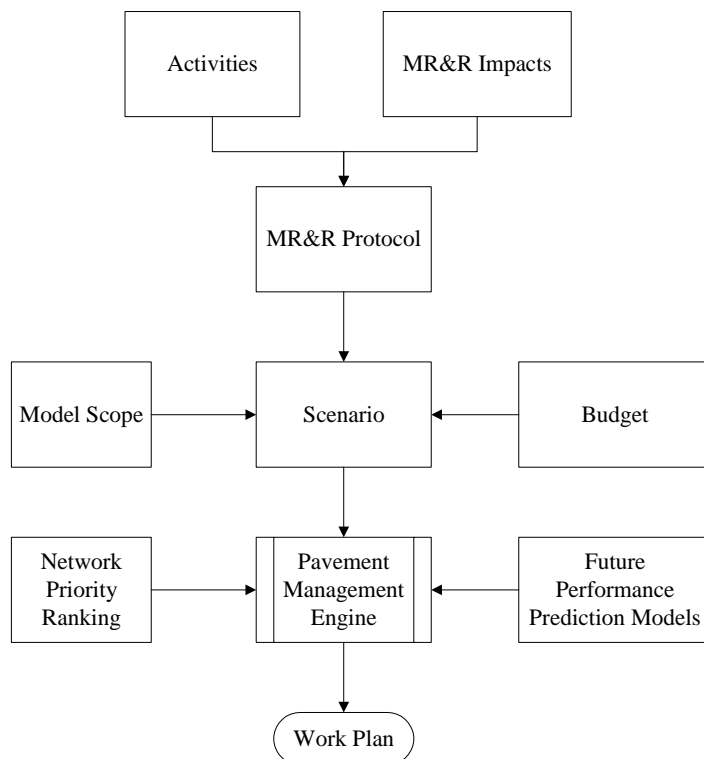 Activities
MR&R Impacts
MR&R Protocol
Model Scope
Scenario
Budget
Network
Priority
Ranking
Pavement
Management
Engine
Future
Performance
Prediction Models
Work Plan